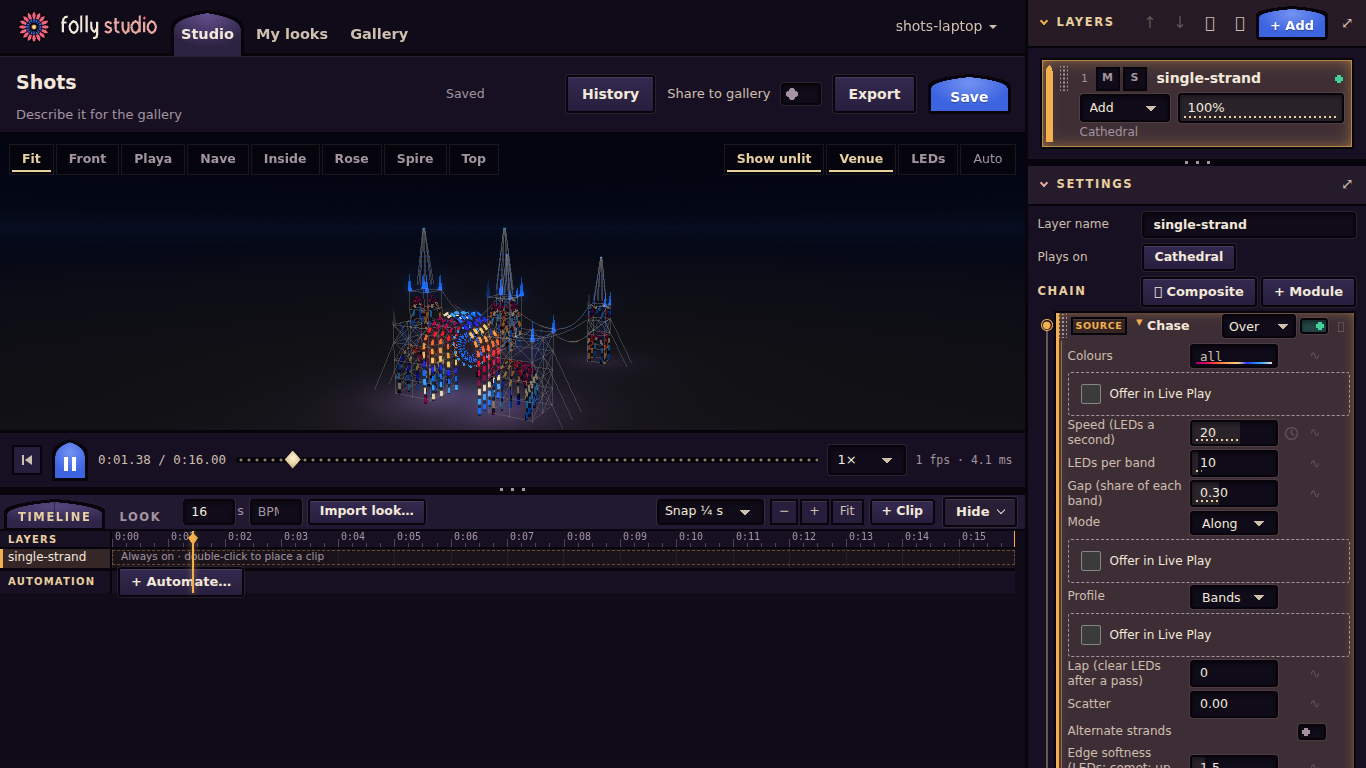 folly studio
Studio
My looks
Gallery
shots-laptop
Shots
Describe it for the gallery
Saved
History
Share to gallery
Export
Save
Fit
Front
Playa
Nave
Inside
Rose
Spire
Top
Show unlit
Venue
LEDs
Auto
0:01.38 / 0:16.00
1×
1 fps · 4.1 ms
TIMELINE
LOOK
16
s
BPM
Import look…
Snap ¼ s
−
+
Fit
+ Clip
Hide
LAYERS
0:00
0:01
0:02
0:03
0:04
0:05
0:06
0:07
0:08
0:09
0:10
0:11
0:12
0:13
0:14
0:15
single-strand
Always on · double-click to place a clip
AUTOMATION
+ Automate…
LAYERS
+ Add
1
M
S
single-strand
Add
100%
Cathedral
SETTINGS
Layer name
single-strand
Plays on
Cathedral
CHAIN
Composite
+ Module
SOURCE
Chase
Over
Colours
all
Offer in Live Play
Speed (LEDs a
second)
20
LEDs per band
10
Gap (share of each
band)
0.30
Mode
Along
Offer in Live Play
Profile
Bands
Offer in Live Play
Lap (clear LEDs
after a pass)
0
Scatter
0.00
Alternate strands
Edge softness
(LEDs; comet: up
1.5